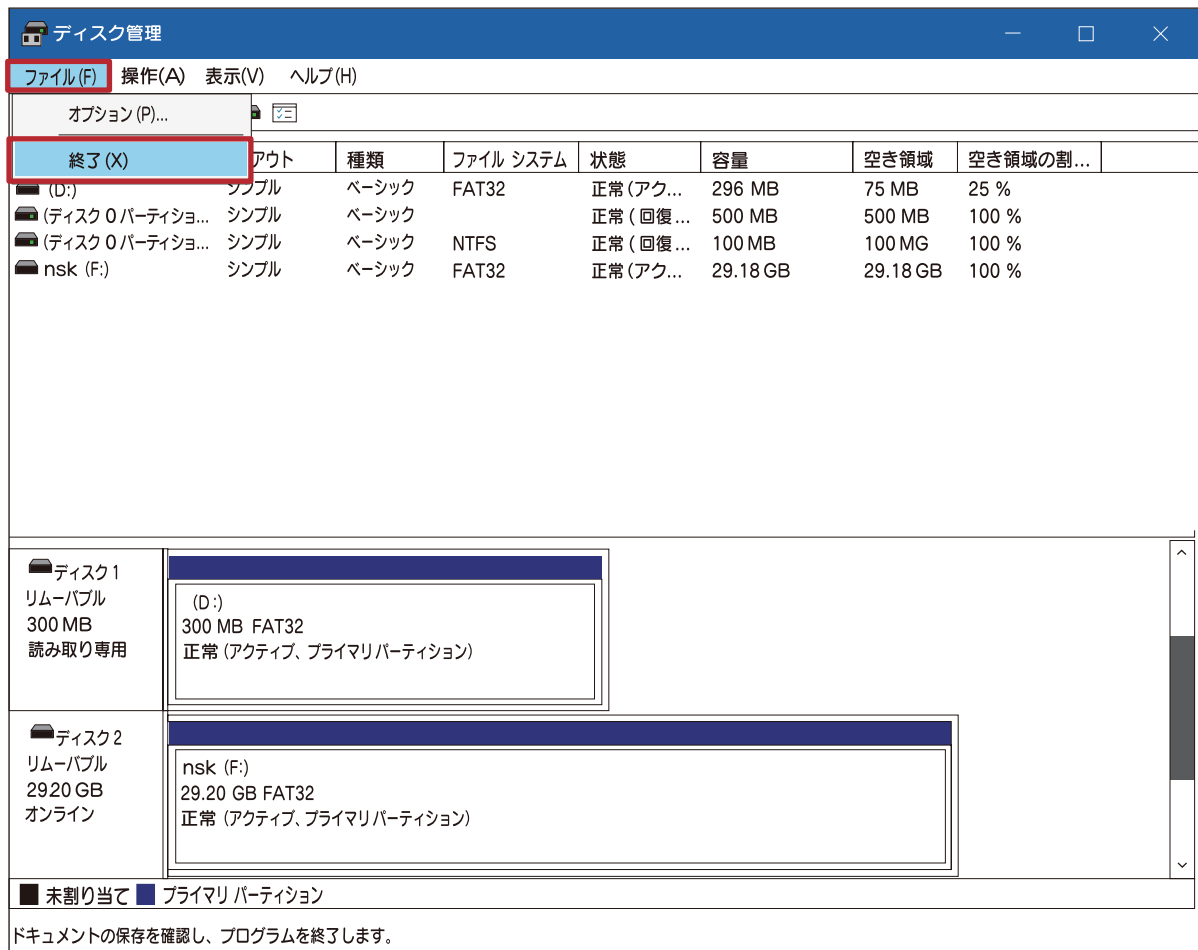 ディスク管理
ファイル(F) 操作(A) 表示(V) ヘルプ(H)
オプション(P)...
終了(X)
アウト 種類 ファイル システム 状態 容量 空き領域 空き領域の割...
(D:) シンプル ベーシック FAT32 正常(アク... 296 MB 75 MB 25 %
(ディスク 0 パーティショ... シンプル ベーシック 正常 ( 回復... 500 MB 500 MB 100 %
(ディスク 0 パーティショ... シンプル ベーシック NTFS 正常 ( 回復... 100 MB 100 MG 100 %
nsk (F:) シンプル ベーシック FAT32 正常(アク... 29.18 GB 29.18 GB 100 %
ディスク 1
リムーバブル
300 MB
読み取り専用
(D:)
300 MB FAT32
正常 (アクティブ、プライマリパーティション)
ディスク 2
リムーバブル
2920 GB
オンライン
nsk (F:)
29.20 GB FAT32
正常 (アクティブ、プライマリパーティション)
未割り当て プライマリ パーティション
ドキュメントの保存を確認し、プログラムを終了します。